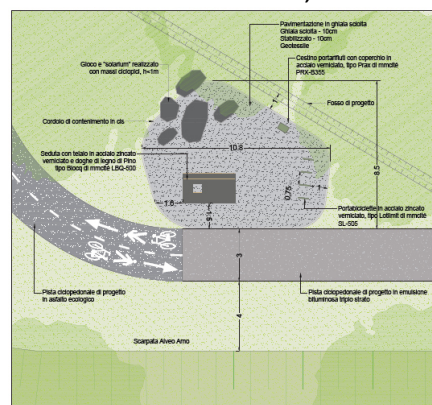 Pavimentazione in ghiaia sciolta
Ghiaia sciolta - 10cm
Stabilizzato - 10cm
Geotessile
Gioco e "solarium" realizzato
con massi ciclopici, h<1m
Cestino portarifiuti con coperchio in
acciaio verniciato, tipo Prax di mmcité
PRX-B355
Fosso di progetto
Cordolo di contenimento in cls
10.8
8.5
Seduta con telaio in acciaio zincato
verniciato e doghe di legno di Pino
tipo Blocq di mmcité LBQ-500
0.75
1.6
1.5
Portabiciclette in acciaio zincato
verniciato, tipo Lotlimit di mmcité
SL-505
3
Pista ciclopedonale di progetto
in asfalto ecologico
Pista ciclopedonale di progetto in emulsione
bituminosa triplo strato
4
Scarpata Alveo Arno